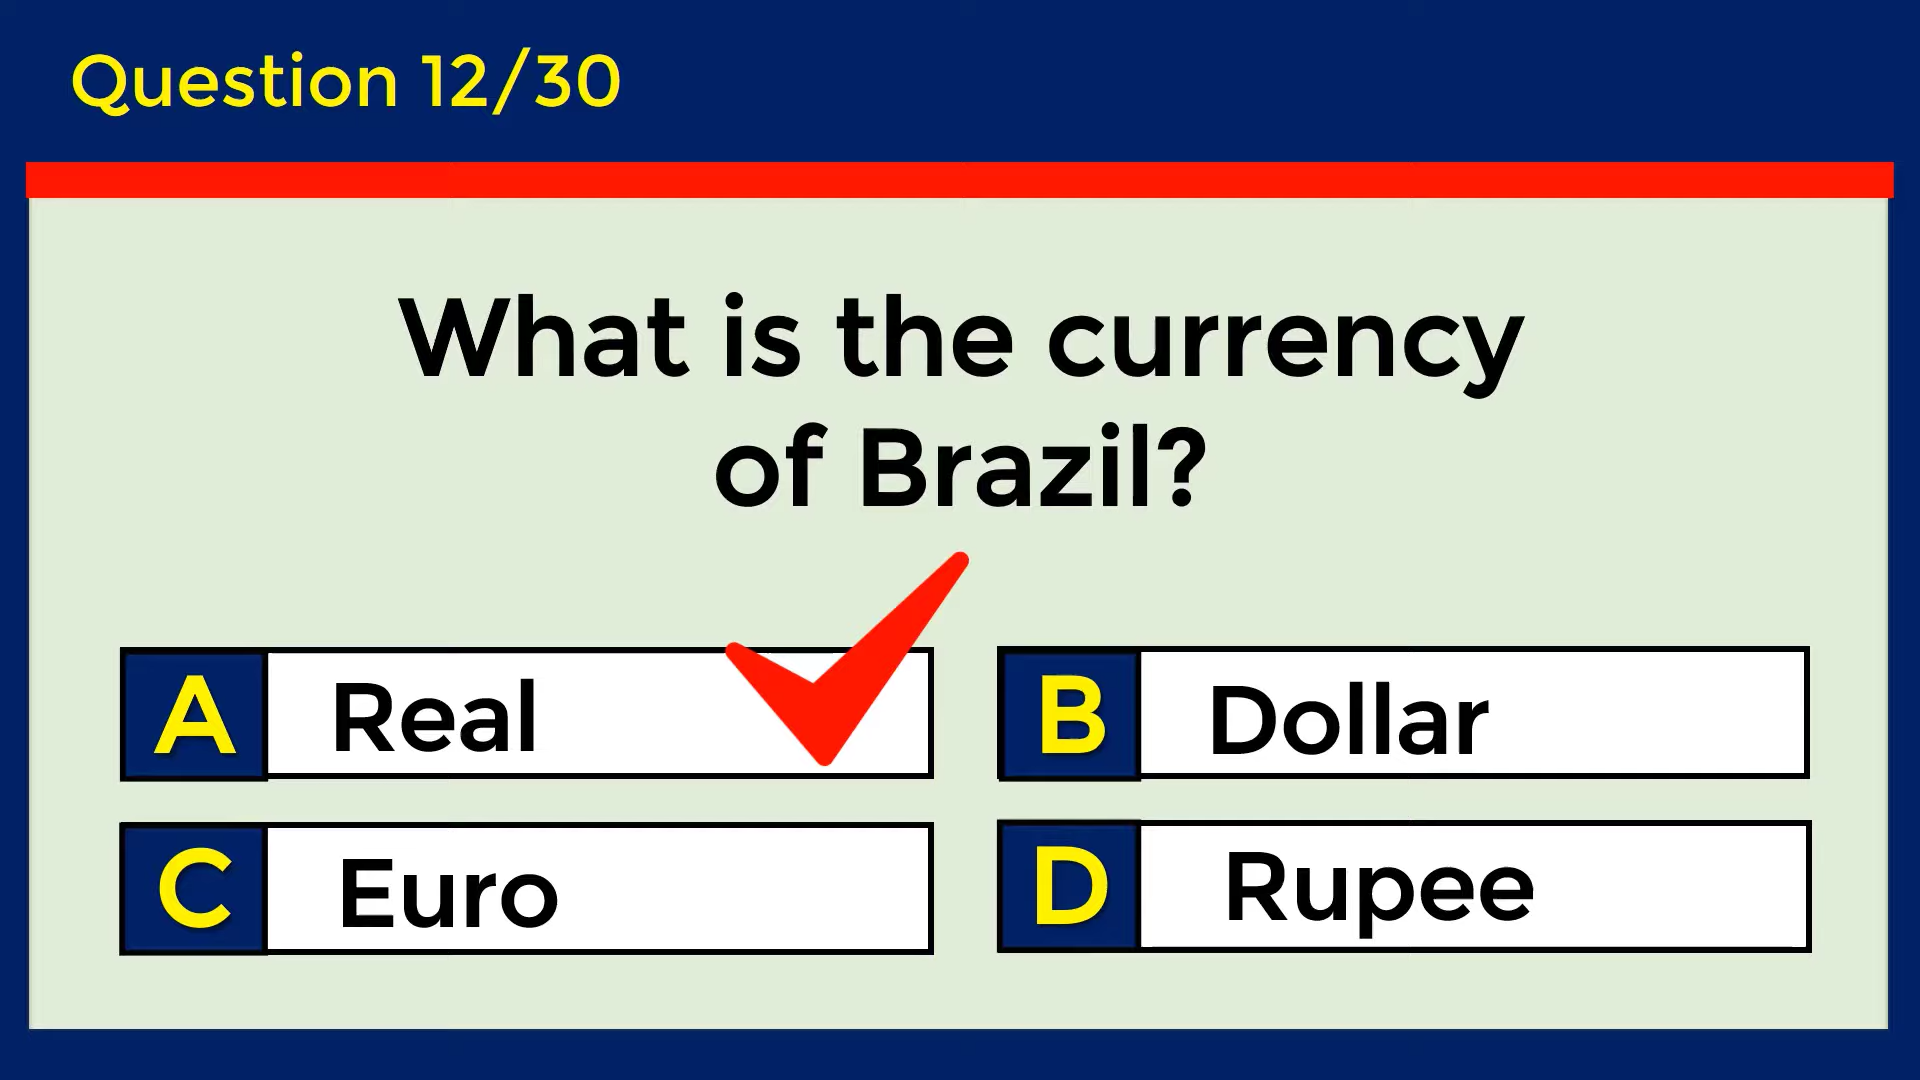 Question 12/30
What is the currency
of Brazil?
A Real
B Dollar
C Euro
D Rupee